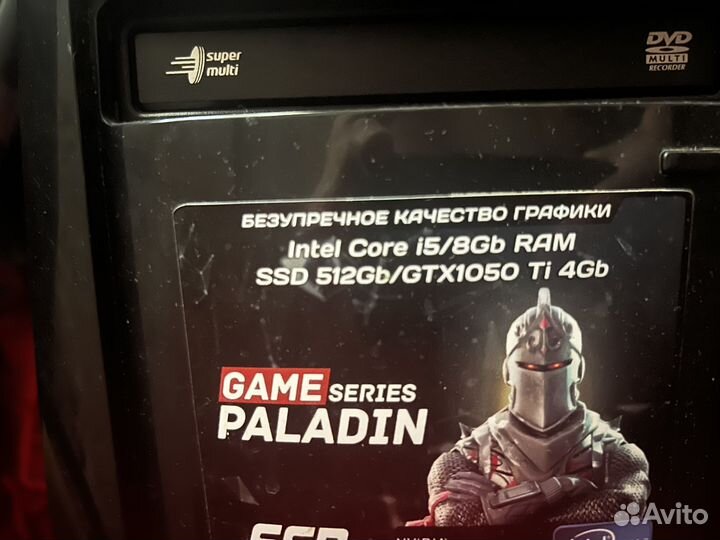 super
multi
DVD
MULTI
RECORDER
БЕЗУПРЕЧНОЕ КАЧЕСТВО ГРАФИКИ
Intel Core i5/8Gb RAM
SSD 512Gb/GTX1050 Ti 4Gb
GAME SERIES
PALADIN
Avito